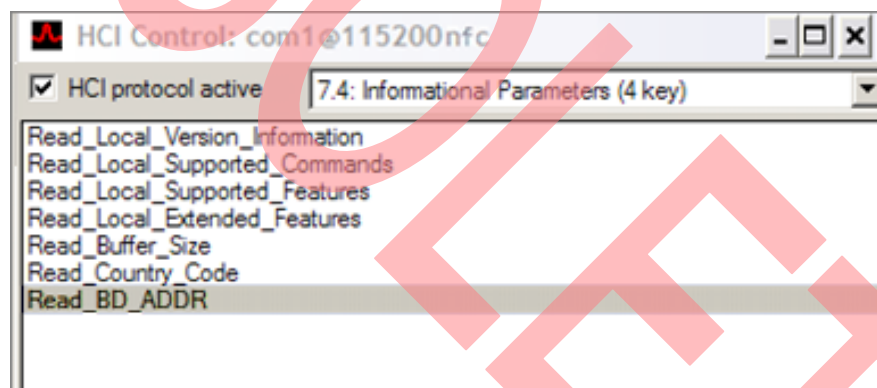 HCI Control: com1@115200nfc
HCI protocol active
7.4: Informational Parameters (4 key)
Read_Local_Version_Information
Read_Local_Supported_Commands
Read_Local_Supported_Features
Read_Local_Extended_Features
Read_Buffer_Size
Read_Country_Code
Read_BD_ADDR